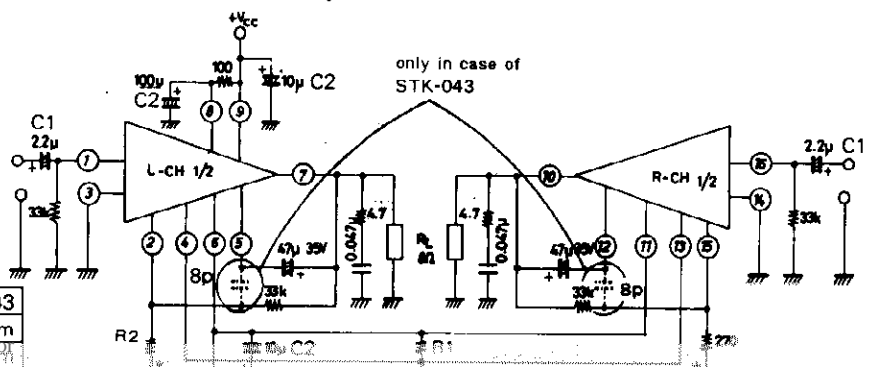 +Vcc
only in case of
STK-043
100
100μ
C2
10μ C2
8
9
C1
2.2μ
1
3
33k
L-CH 1/2
7
2
4
6
5
47μ 35V
8p
33k
4.7
0.047μ
RL
8Ω
4.7
0.047μ
10
R-CH 1/2
16
14
2.2μ
C1
33k
12
11
13
15
47μ 35V
33k
8p
R2
10μ C2
R1
270